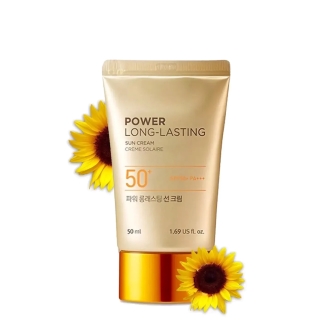 POWER
LONG-LASTING
SUN CREAM
CRÈME SOLAIRE
50+
파워 롱래스팅 선 크림
50 ml 1.69 US fl. oz.